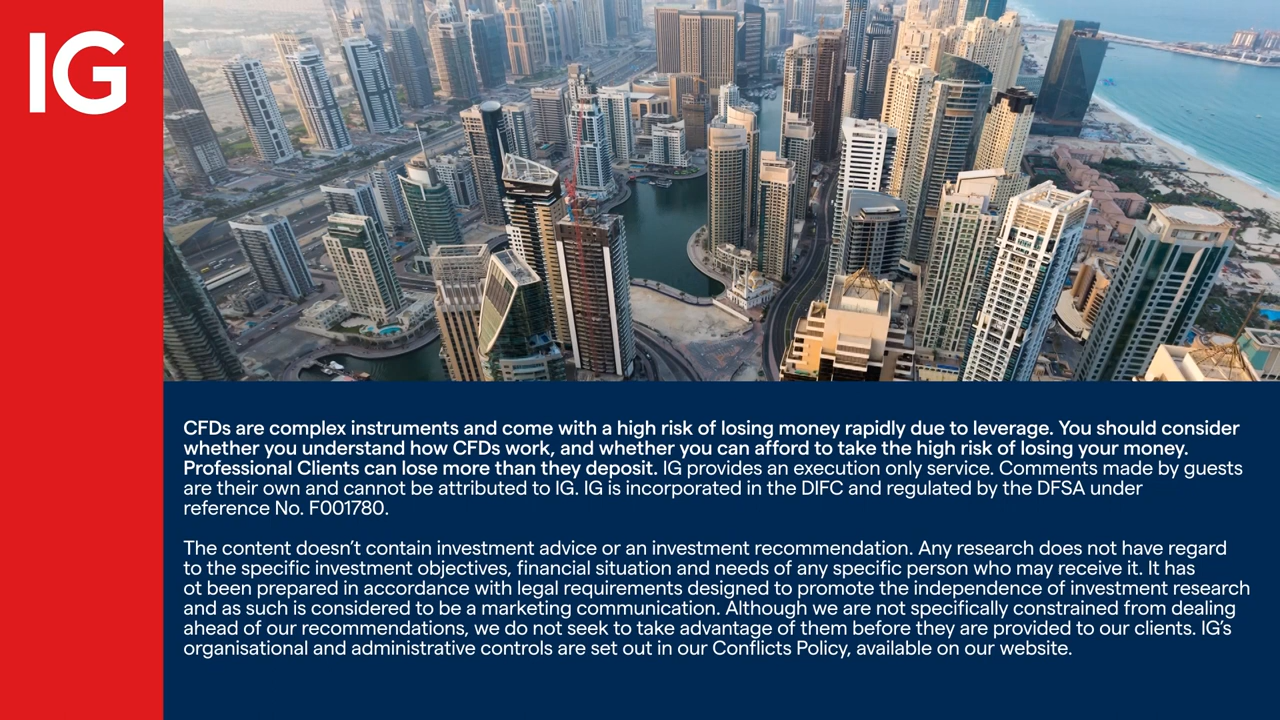 IG
CFDs are complex instruments and come with a high risk of losing money rapidly due to leverage. You should consider
whether you understand how CFDs work, and whether you can afford to take the high risk of losing your money.
Professional Clients can lose more than they deposit. IG provides an execution only service. Comments made by guests
are their own and cannot be attributed to IG. IG is incorporated in the DIFC and regulated by the DFSA under
reference No. F001780.
The content doesn’t contain investment advice or an investment recommendation. Any research does not have regard
to the specific investment objectives, financial situation and needs of any specific person who may receive it. It has
ot been prepared in accordance with legal requirements designed to promote the independence of investment research
and as such is considered to be a marketing communication. Although we are not specifically constrained from dealing
ahead of our recommendations, we do not seek to take advantage of them before they are provided to our clients. IG’s
organisational and administrative controls are set out in our Conflicts Policy, available on our website.